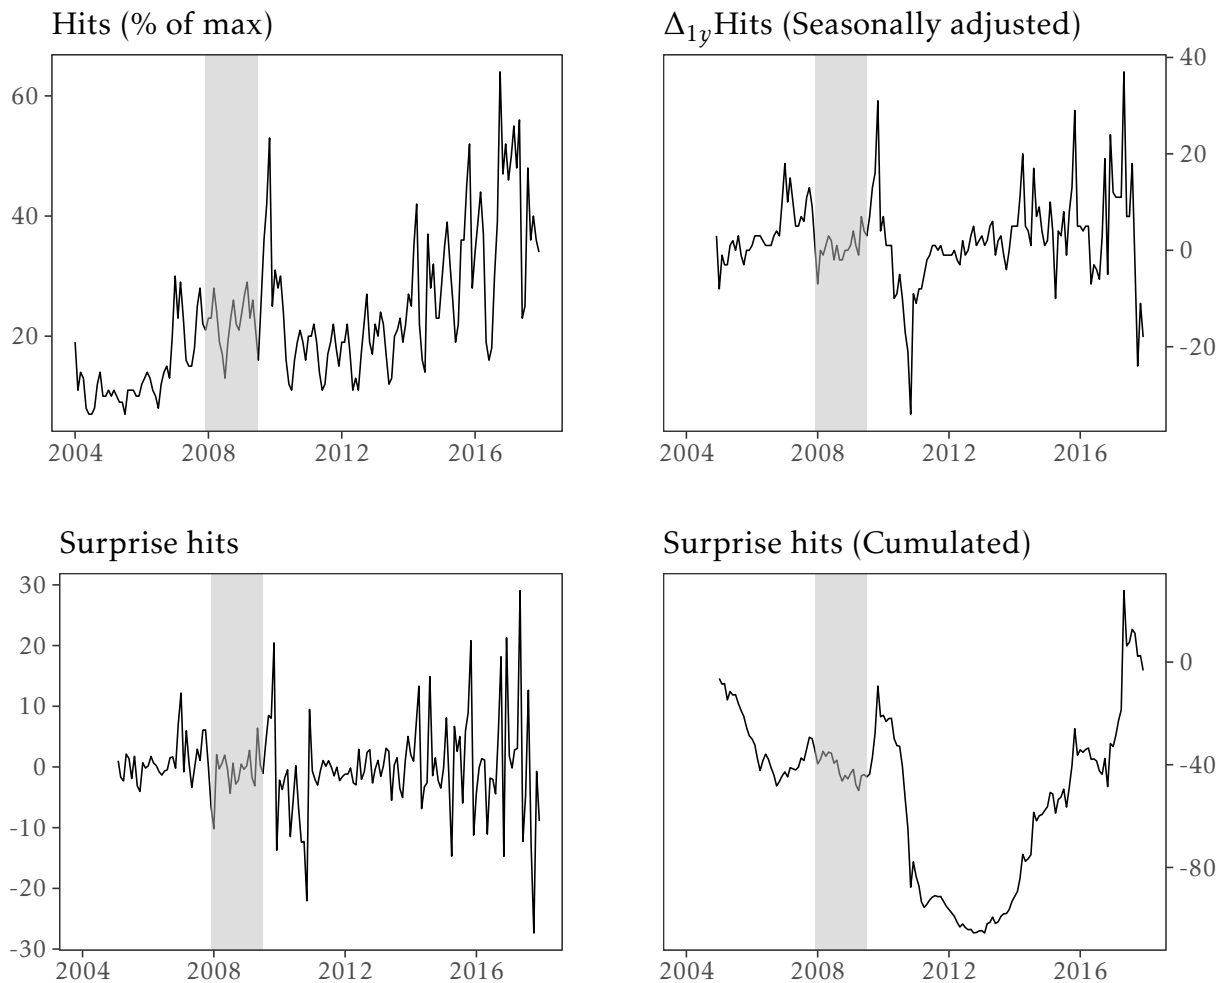 Hits (% of max)
60
40
20
2004 2008 2012 2016
Δ1yHits (Seasonally adjusted)
40
20
0
-20
2004 2008 2012 2016
Surprise hits
30
20
10
0
-10
-20
-30
2004 2008 2012 2016
Surprise hits (Cumulated)
0
-40
-80
2004 2008 2012 2016